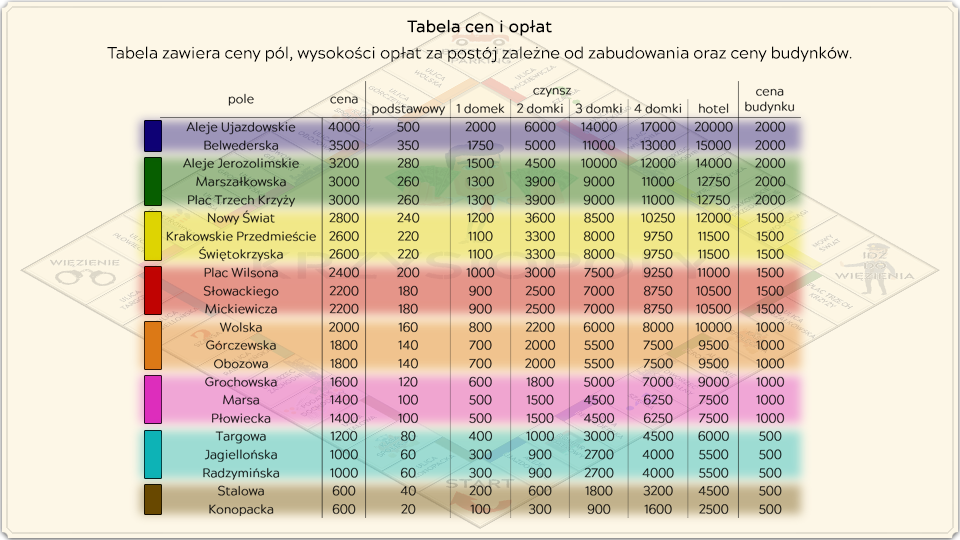 Tabela cen i opłat
Tabela zawiera ceny pól, wysokości opłat za postój zależne od zabudowania oraz ceny budynków.
pole cena czynsz cena budynku
podstawowy 1 domek 2 domki 3 domki 4 domki hotel
Aleje Ujazdowskie 4000 500 2000 6000 14000 17000 20000 2000
Belwederska 3500 350 1750 5000 11000 13000 15000 2000
Aleje Jerozolimskie 3200 280 1500 4500 10000 12000 14000 2000
Marszałkowska 3000 260 1300 3900 9000 11000 12750 2000
Plac Trzech Krzyży 3000 260 1300 3900 9000 11000 12750 2000
Nowy Świat 2800 240 1200 3600 8500 10250 12000 1500
Krakowskie Przedmieście 2600 220 1100 3300 8000 9750 11500 1500
Świętokrzyska 2600 220 1100 3300 8000 9750 11500 1500
Plac Wilsona 2400 200 1000 3000 7500 9250 11000 1500
Słowackiego 2200 180 900 2500 7000 8750 10500 1500
Mickiewicza 2200 180 900 2500 7000 8750 10500 1500
Wolska 2000 160 800 2200 6000 8000 10000 1000
Górczewska 1800 140 700 2000 5500 7500 9500 1000
Obozowa 1800 140 700 2000 5500 7500 9500 1000
Grochowska 1600 120 600 1800 5000 7000 9000 1000
Marsa 1400 100 500 1500 4500 6250 7500 1000
Płowiecka 1400 100 500 1500 4500 6250 7500 1000
Targowa 1200 80 400 1000 3000 4500 6000 500
Jagiellońska 1000 60 300 900 2700 4000 5500 500
Radzymińska 1000 60 300 900 2700 4000 5500 500
Stalowa 600 40 200 600 1800 3200 4500 500
Konopacka 600 20 100 300 900 1600 2500 500
WIĘZIENIE
IDŹ
DO
WIĘZIENIA
START
PARKING